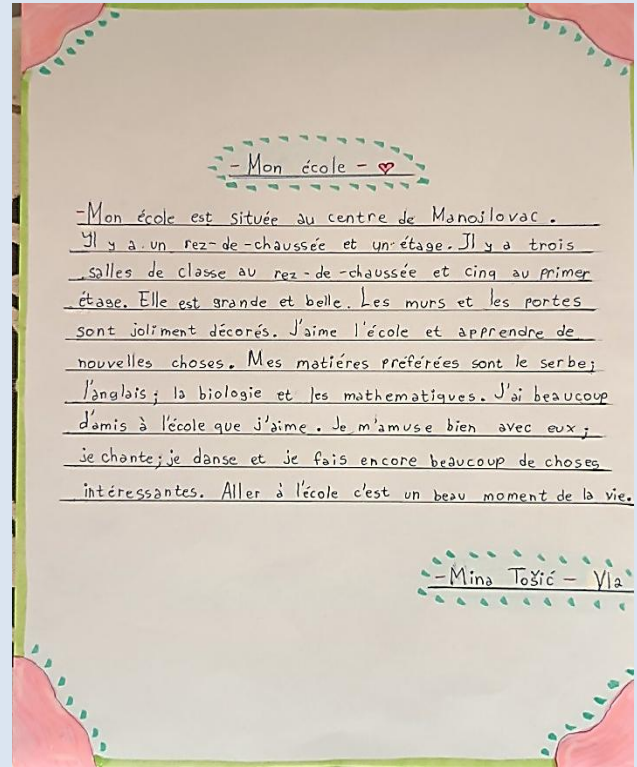 - Mon école - ♥
- Mon école est située au centre de Manojlovac.
Il y a un rez-de-chaussée et un étage. Il y a trois
salles de classe au rez-de-chaussée et cinq au primer
étage. Elle est grande et belle. Les murs et les portes
sont joliment décorés. J'aime l'école et apprendre de
nouvelles choses. Mes matiéres préférées sont le serbe;
l'anglais; la biologie et les mathematiques. J'ai beaucoup
d'amis à l'école que j'aime. Je m'amuse bien avec eux;
je chante; je danse et je fais encore beaucoup de choses
intéressantes. Aller à l'école c'est un beau moment de la vie.
- Mina Tošić - VIa